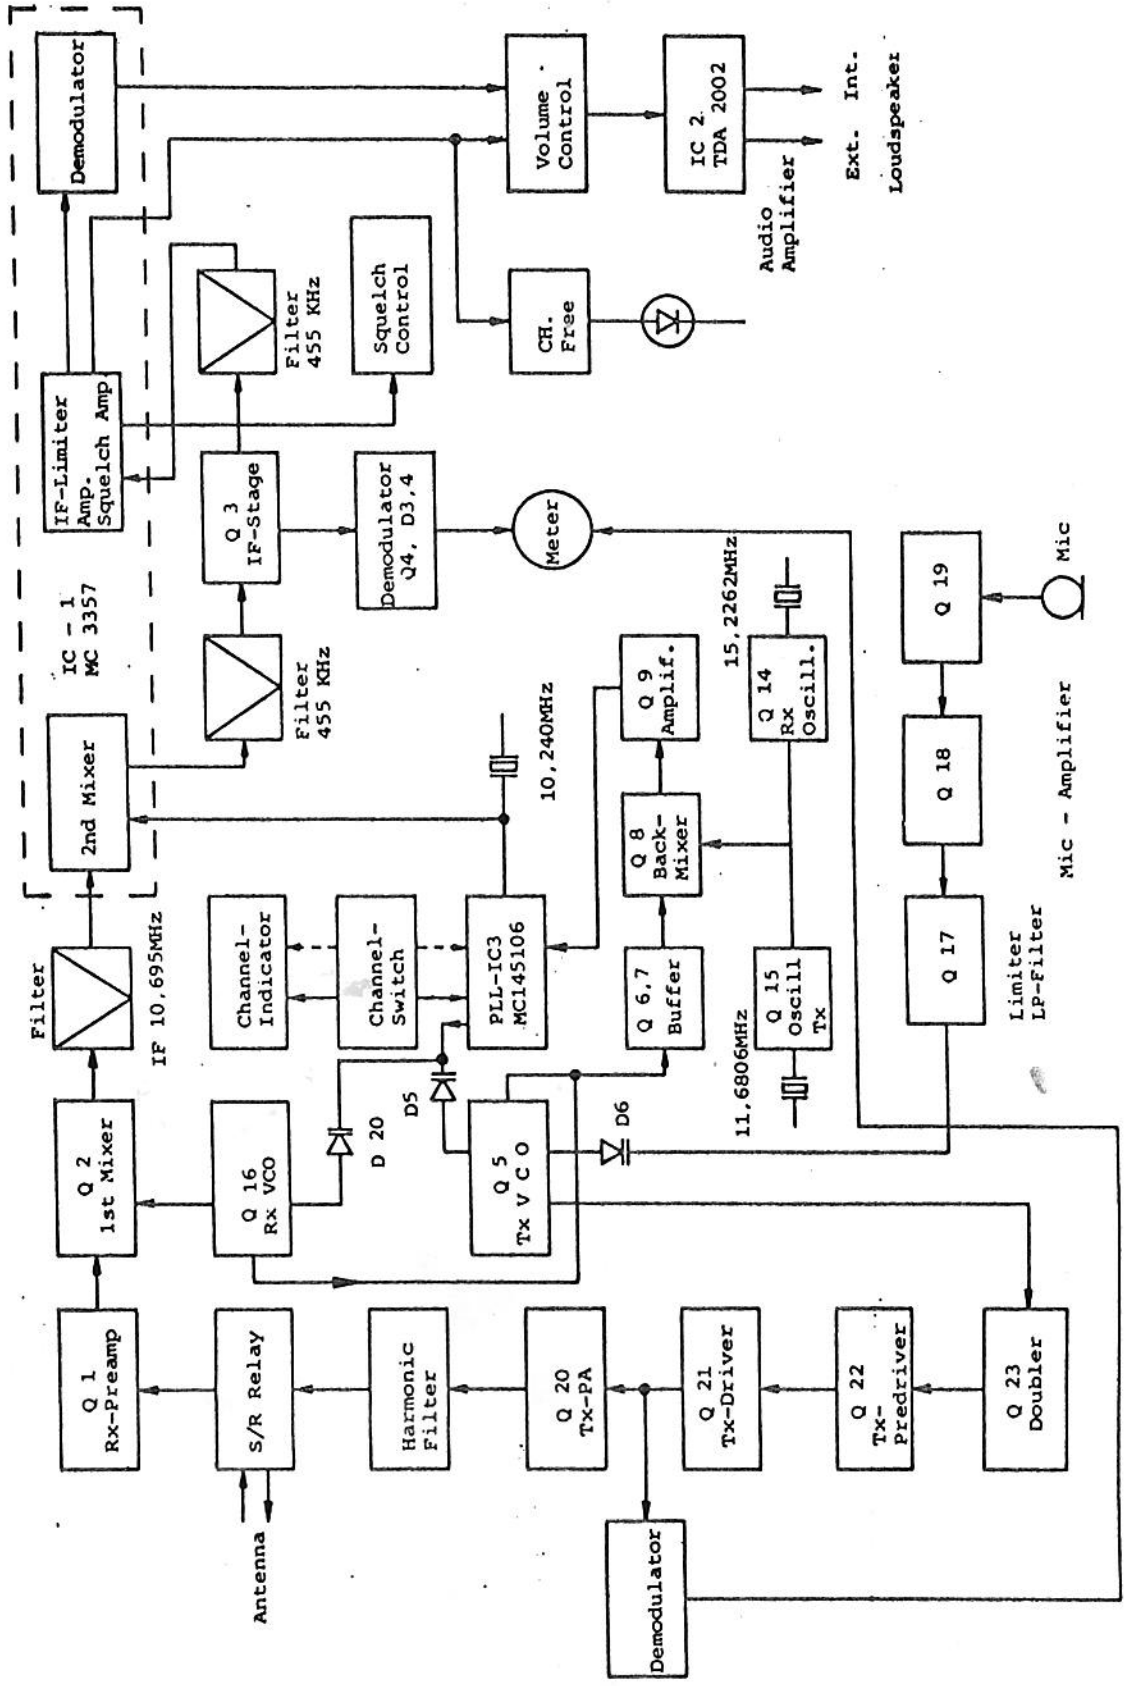 Demodulator
IF-Limiter
Amp.
Squelch Amp.
IC - 1
MC 3357
2nd Mixer
Filter
IF 10,695MHz
Q 2
1st Mixer
Q 1
Rx-Preamp
Volume
Control
IC 2
TDA 2002
Audio
Amplifier
Ext. Int.
Loudspeaker
Filter
455 KHz
Squelch
Control
CH.
Free
Q 3
IF-Stage
Demodulator
Q4, D3,4
Meter
Filter
455 KHz
10,240MHz
Channel-
Indicator
Channel-
Switch
PLL-IC3
MC145106
Q 9
Amplif.
Q 8
Back-
Mixer
Q 6,7
Buffer
15,2262MHz
Q 14
Rx
Oscill.
Q 15
Oscill
Tx
11,6806MHz
Q 16
Rx VCO
D 20
D5
Q 5
Tx V C O
D6
Q 19
Mic
Q 18
Mic - Amplifier
Q 17
Limiter
LP-Filter
Antenna
S/R Relay
Harmonic
Filter
Q 20
Tx-PA
Q 21
Tx-Driver
Q 22
Tx-
Predriver
Q 23
Doubler
Demodulator